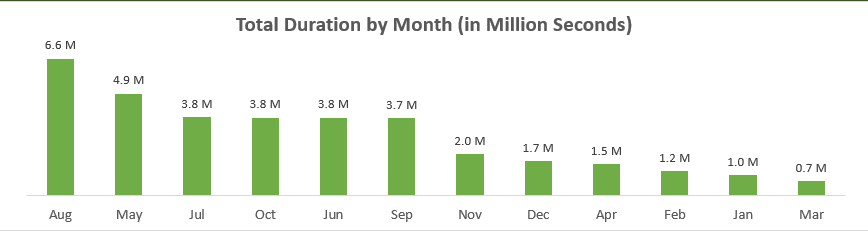 Total Duration by Month (in Million Seconds)
6.6 M
4.9 M
3.8 M
3.8 M
3.8 M
3.7 M
2.0 M
1.7 M
1.5 M
1.2 M
1.0 M
0.7 M
Aug May Jul Oct Jun Sep Nov Dec Apr Feb Jan Mar